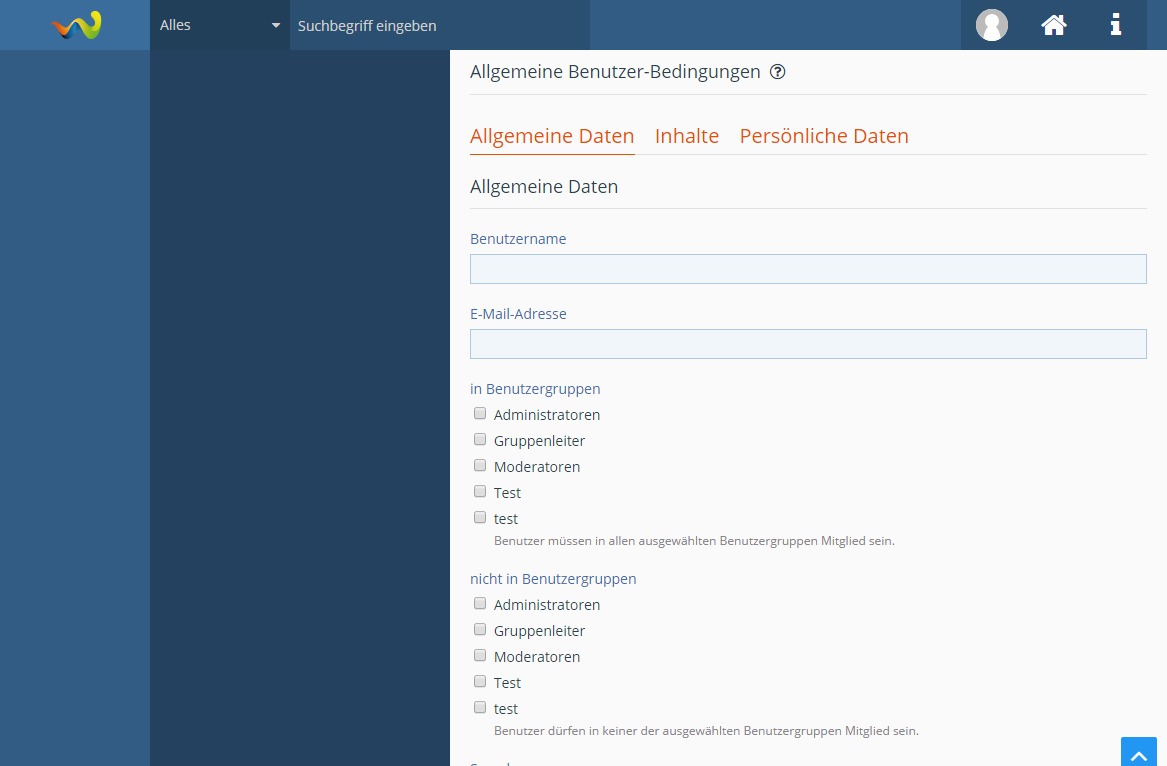 Alles
Suchbegriff eingeben
Allgemeine Benutzer-Bedingungen
Allgemeine Daten Inhalte Persönliche Daten
Allgemeine Daten
Benutzername
E-Mail-Adresse
in Benutzergruppen
Administratoren
Gruppenleiter
Moderatoren
Test
test
Benutzer müssen in allen ausgewählten Benutzergruppen Mitglied sein.
nicht in Benutzergruppen
Administratoren
Gruppenleiter
Moderatoren
Test
test
Benutzer dürfen in keiner der ausgewählten Benutzergruppen Mitglied sein.